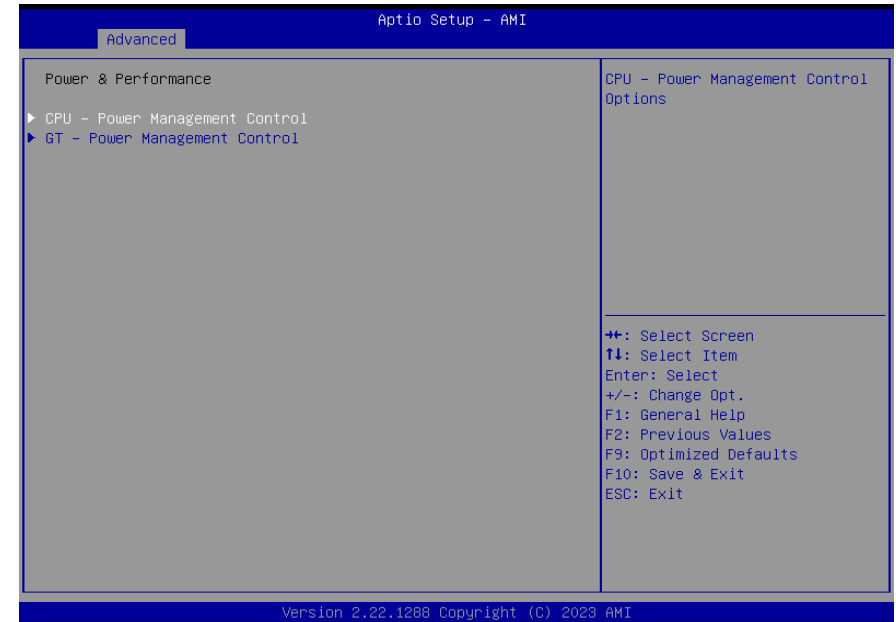 Aptio Setup – AMI
Advanced
Power & Performance
CPU – Power Management Control
GT – Power Management Control
CPU – Power Management Control
Options
→←: Select Screen
↑↓: Select Item
Enter: Select
+/-: Change Opt.
F1: General Help
F2: Previous Values
F9: Optimized Defaults
F10: Save & Exit
ESC: Exit
Version 2.22.1288 Copyright (C) 2023 AMI